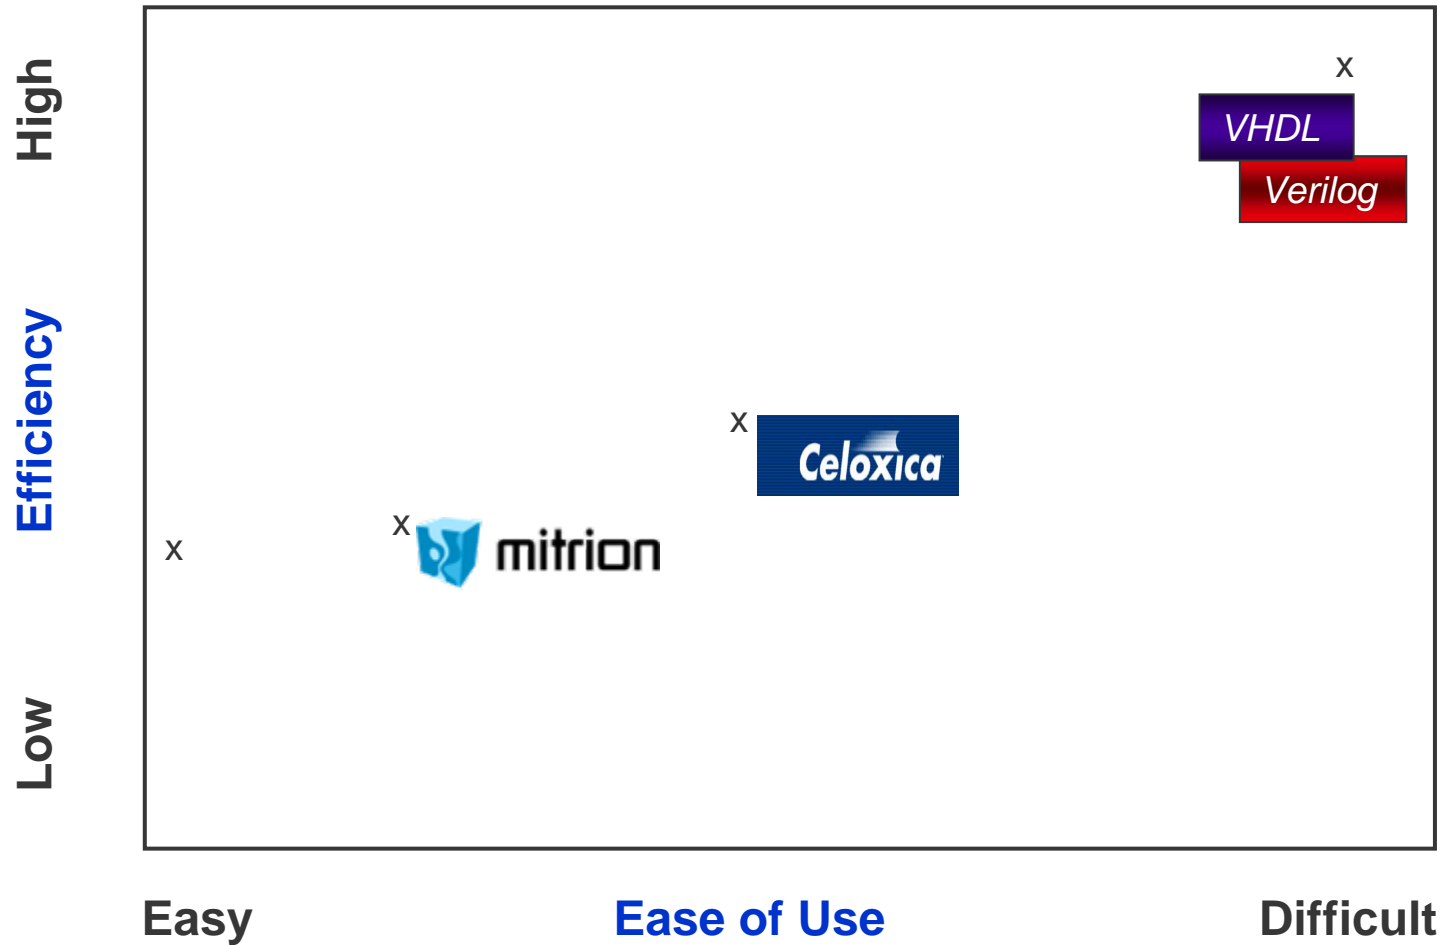 High
x
VHDL
Verilog
Efficiency
x
Celoxica
x
mitrion
x
Low
Easy
Ease of Use
Difficult